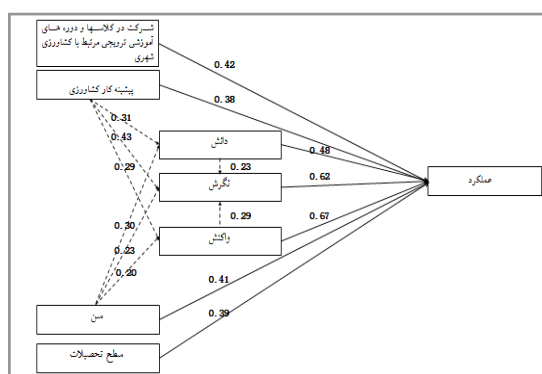 شرکت در کلاسها و دوره های
آموزشی ترویجی مرتبط با کشاورزی
شهری
0.42
پیشینه کار کشاورزی
0.38
0.31
دانش
0.43
0.48
0.29
0.23
نگرش
0.62
عملکرد
0.29
0.30
واکنش
0.67
0.23
0.20
0.41
سن
0.39
سطح تحصیلات